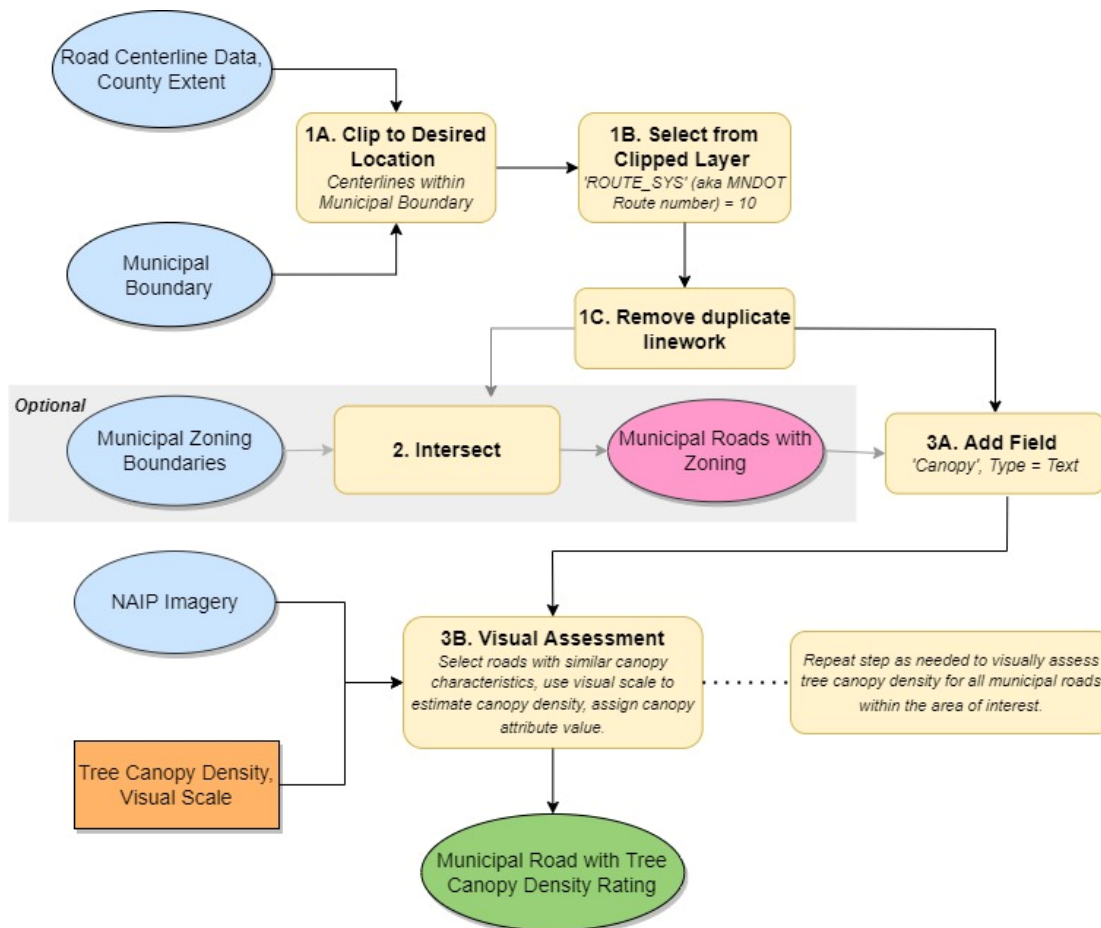 Road Centerline Data,
County Extent
1A. Clip to Desired
Location
Centerlines within
Municipal Boundary
1B. Select from
Clipped Layer
'ROUTE_SYS' (aka MNDOT
Route number) = 10
Municipal
Boundary
1C. Remove duplicate
linework
Optional
Municipal Zoning
Boundaries
2. Intersect
Municipal Roads with
Zoning
3A. Add Field
'Canopy', Type = Text
NAIP Imagery
3B. Visual Assessment
Select roads with similar canopy
characteristics, use visual scale to
estimate canopy density, assign canopy
attribute value.
Repeat step as needed to visually assess
tree canopy density for all municipal roads
within the area of interest.
Tree Canopy Density,
Visual Scale
Municipal Road with Tree
Canopy Density Rating